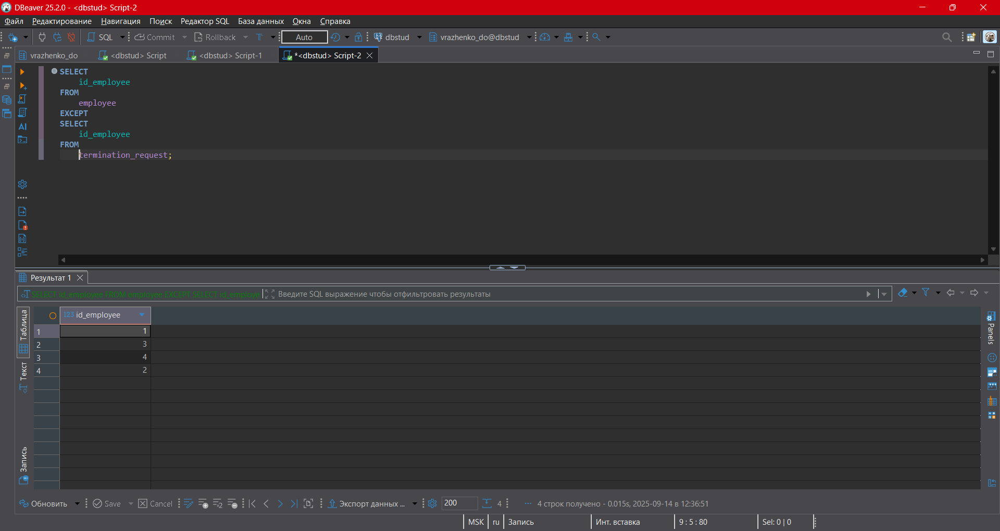 DBeaver 25.2.0 - <dbstud> Script-2
Файл Редактирование Навигация Поиск Редактор SQL База данных Окна Справка
SQL Commit Rollback T Auto dbstud vrazhenko_do@dbstud
vrazhenko_do <dbstud> Script <dbstud> Script-1 *<dbstud> Script-2
SELECT
id_employee
FROM
employee
EXCEPT
SELECT
id_employee
FROM
termination_request;
AI
Результат 1
SELECT id_employee FROM employee EXCEPT SELECT id_employe Введите SQL выражение чтобы отфильтровать результаты
Таблица
Текст
Запись
123 id_employee
1 1
2 3
3 4
4 2
Panels
Обновить Save Cancel Экспорт данных ... 200 4 ··· 4 строк получено - 0.015s, 2025-09-14 в 12:36:51
MSK ru Запись Инт. вставка 9 : 5 : 80 Sel: 0 | 0